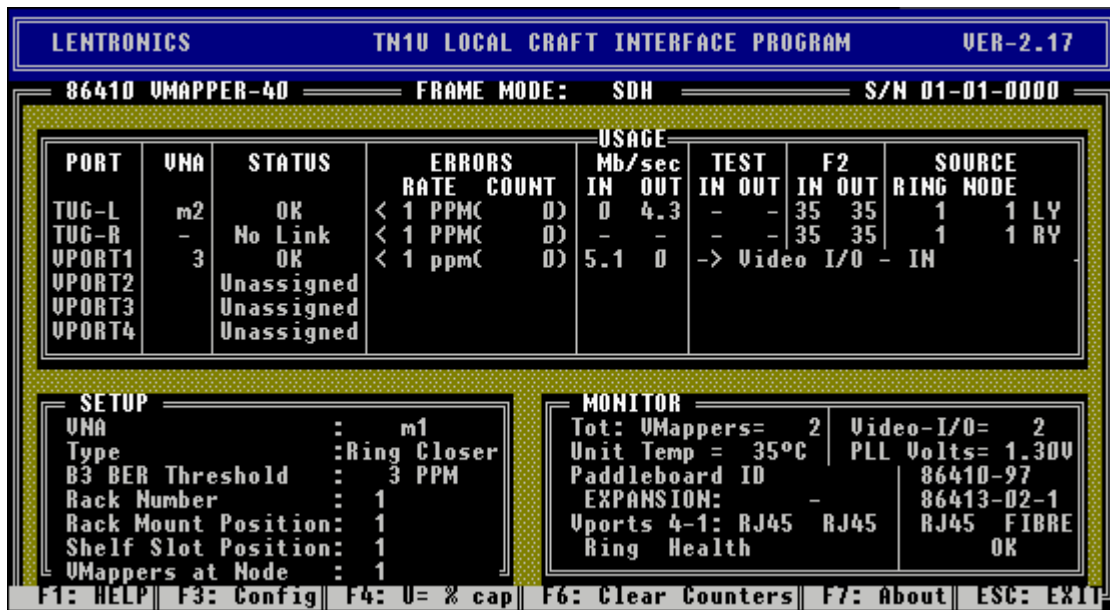 LENTRONICS TN1U LOCAL CRAFT INTERFACE PROGRAM VER-2.17
86410 VMAPPER-40 FRAME MODE: SDH S/N 01-01-0000
USAGE
PORT VNA STATUS ERRORS Mb/sec TEST F2 SOURCE
RATE COUNT IN OUT IN OUT IN OUT RING NODE
TUG-L m2 OK < 1 PPM( 0) 0 4.3 - - 35 35 1 1 LY
TUG-R - No Link < 1 PPM( 0) - - - - 35 35 1 1 RY
VPORT1 3 OK < 1 ppm( 0) 5.1 0 -> Video I/O - IN -
VPORT2 Unassigned
VPORT3 Unassigned
VPORT4 Unassigned
SETUP
VNA : m1
Type :Ring Closer
B3 BER Threshold : 3 PPM
Rack Number : 1
Rack Mount Position: 1
Shelf Slot Position: 1
VMappers at Node : 1
MONITOR
Tot: VMappers= 2 Video-I/O= 2
Unit Temp = 35ºC PLL Volts= 1.30V
Paddleboard ID 86410-97
EXPANSION: - 86413-02-1
Vports 4-1: RJ45 RJ45 RJ45 FIBRE
Ring Health OK
F1: HELP F3: Config F4: U= % cap F6: Clear Counters F7: About ESC: EXIT